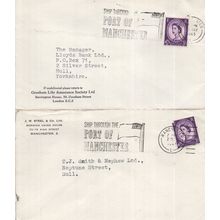 SHIP THROUGH THE
PORT OF
MANCHESTER
The Manager,
Lloyds Bank Ltd.,
P.O.Box 71,
2 Silver Street,
Hull,
Yorkshire.
If undelivered please return to
Gresham Life Assurance Society Ltd
London E.C.2
J. H. STEEL & CO. LTD.
MANCHESTER, 2.
SHIP THROUGH THE
PORT OF
MANCHESTER
T.J. Smith & Nephew Ltd.,
Neptune Street,
Hull.